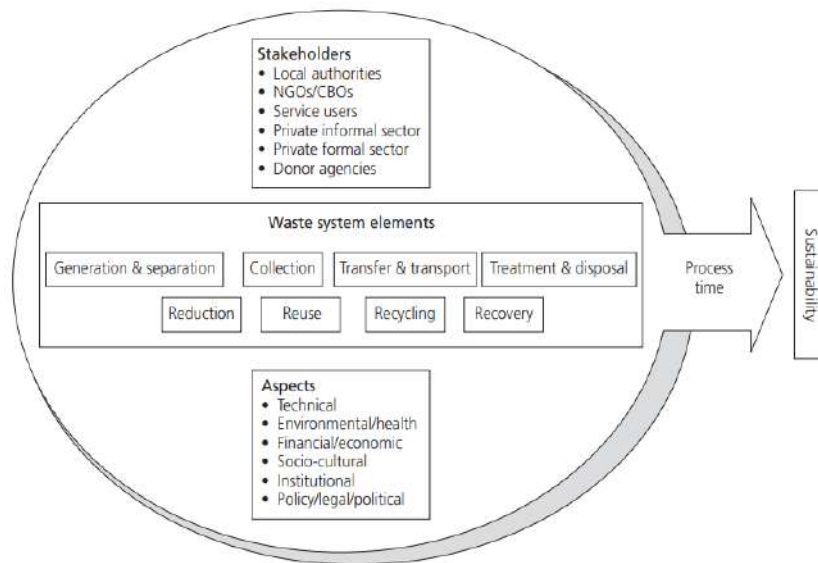 Stakeholders
• Local authorities
• NGOs/CBOs
• Service users
• Private informal sector
• Private formal sector
• Donor agencies
Waste system elements
Generation & separation
Collection
Transfer & transport
Treatment & disposal
Reduction
Reuse
Recycling
Recovery
Aspects
• Technical
• Environmental/health
• Financial/economic
• Socio-cultural
• Institutional
• Policy/legal/political
Process
time
Sustainability